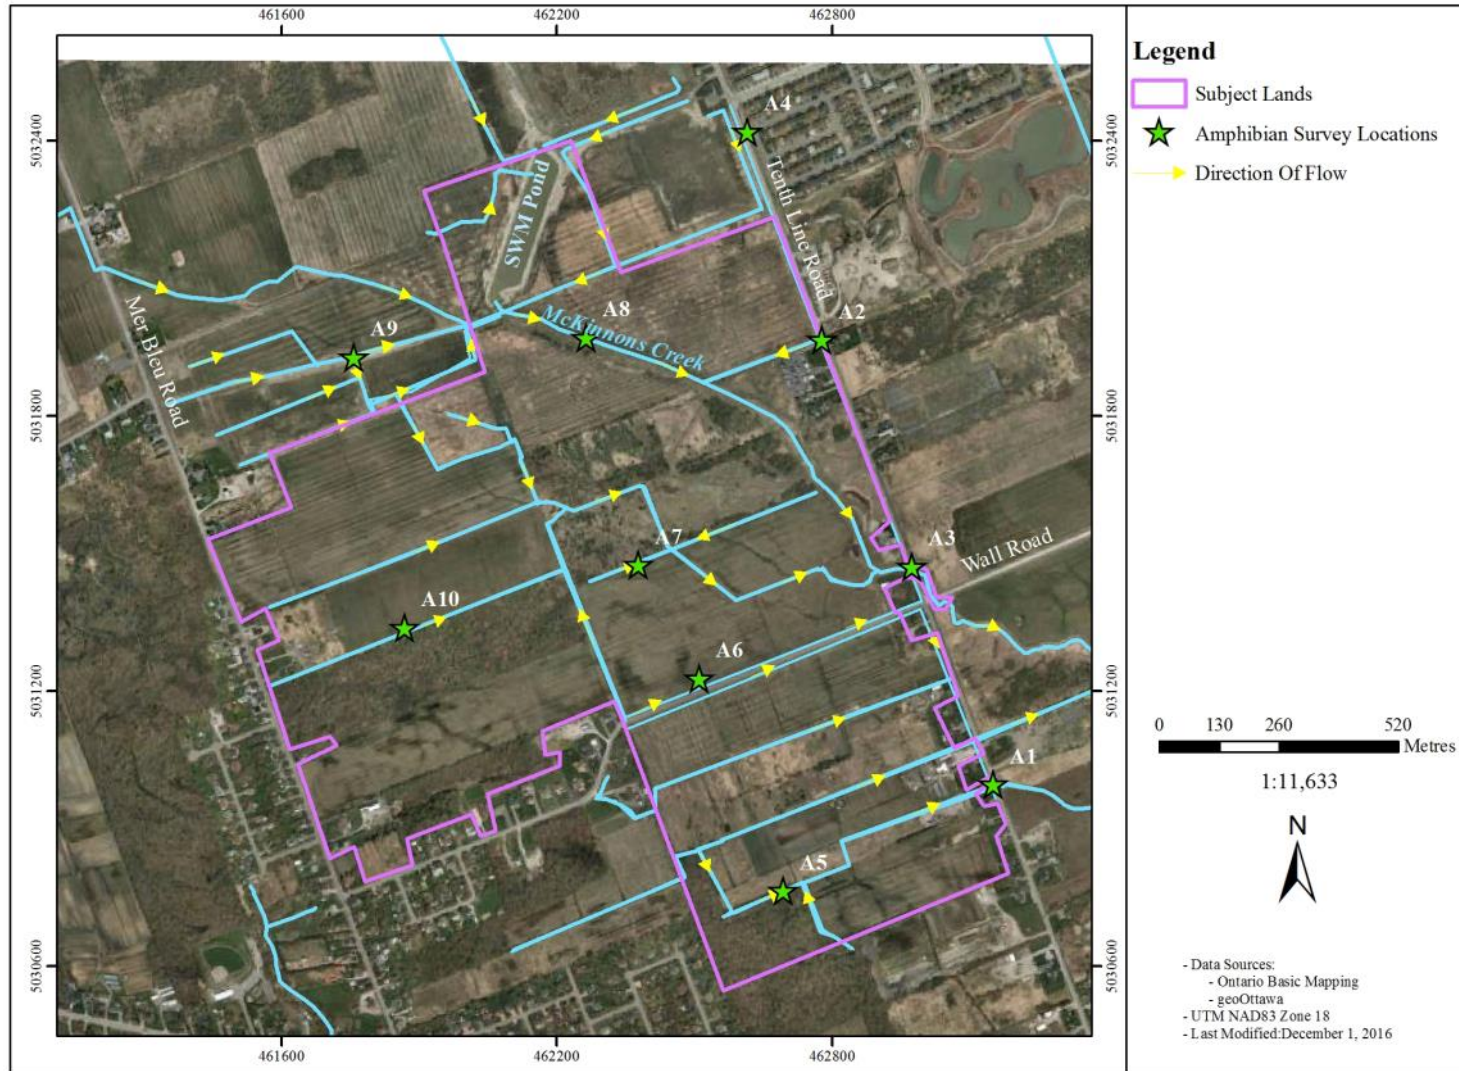 461600
462200
462800
5032400
5031800
5031200
5030600
5032400
5031800
5031200
5030600
461600
462200
462800
A4
Tenth Line Road
SWM Pond
A2
A8
McKinnons Creek
A9
Mer Bleu Road
A7
A3
Wall Road
A10
A6
A1
A5
Legend
Subject Lands
Amphibian Survey Locations
Direction Of Flow
0 130 260 520
Metres
1:11,633
N
- Data Sources:
- Ontario Basic Mapping
- geoOttawa
- UTM NAD83 Zone 18
- Last Modified:December 1, 2016